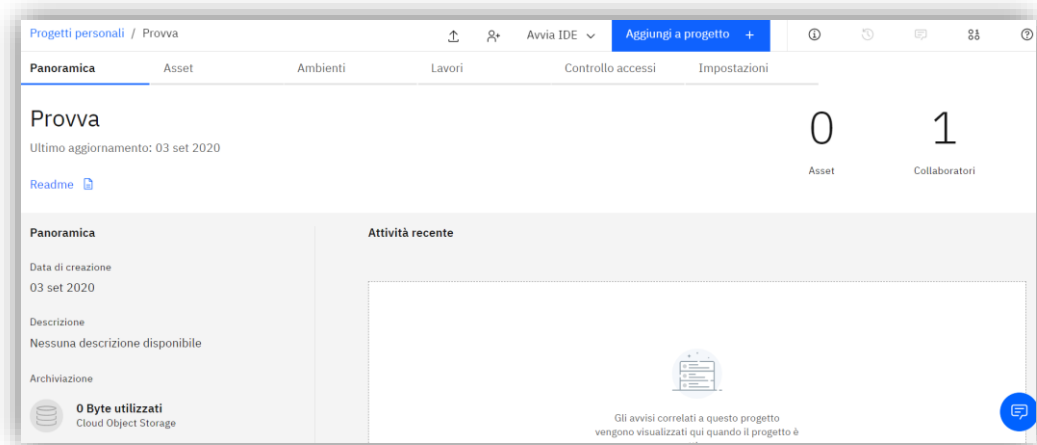 Progetti personali / Provva
Avvia IDE
Aggiungi a progetto +
Panoramica
Asset
Ambienti
Lavori
Controllo accessi
Impostazioni
Provva
Ultimo aggiornamento: 03 set 2020
Readme
0
Asset
1
Collaboratori
Panoramica
Data di creazione
03 set 2020
Descrizione
Nessuna descrizione disponibile
Archiviazione
0 Byte utilizzati
Cloud Object Storage
Attività recente
Gli avvisi correlati a questo progetto
vengono visualizzati qui quando il progetto è